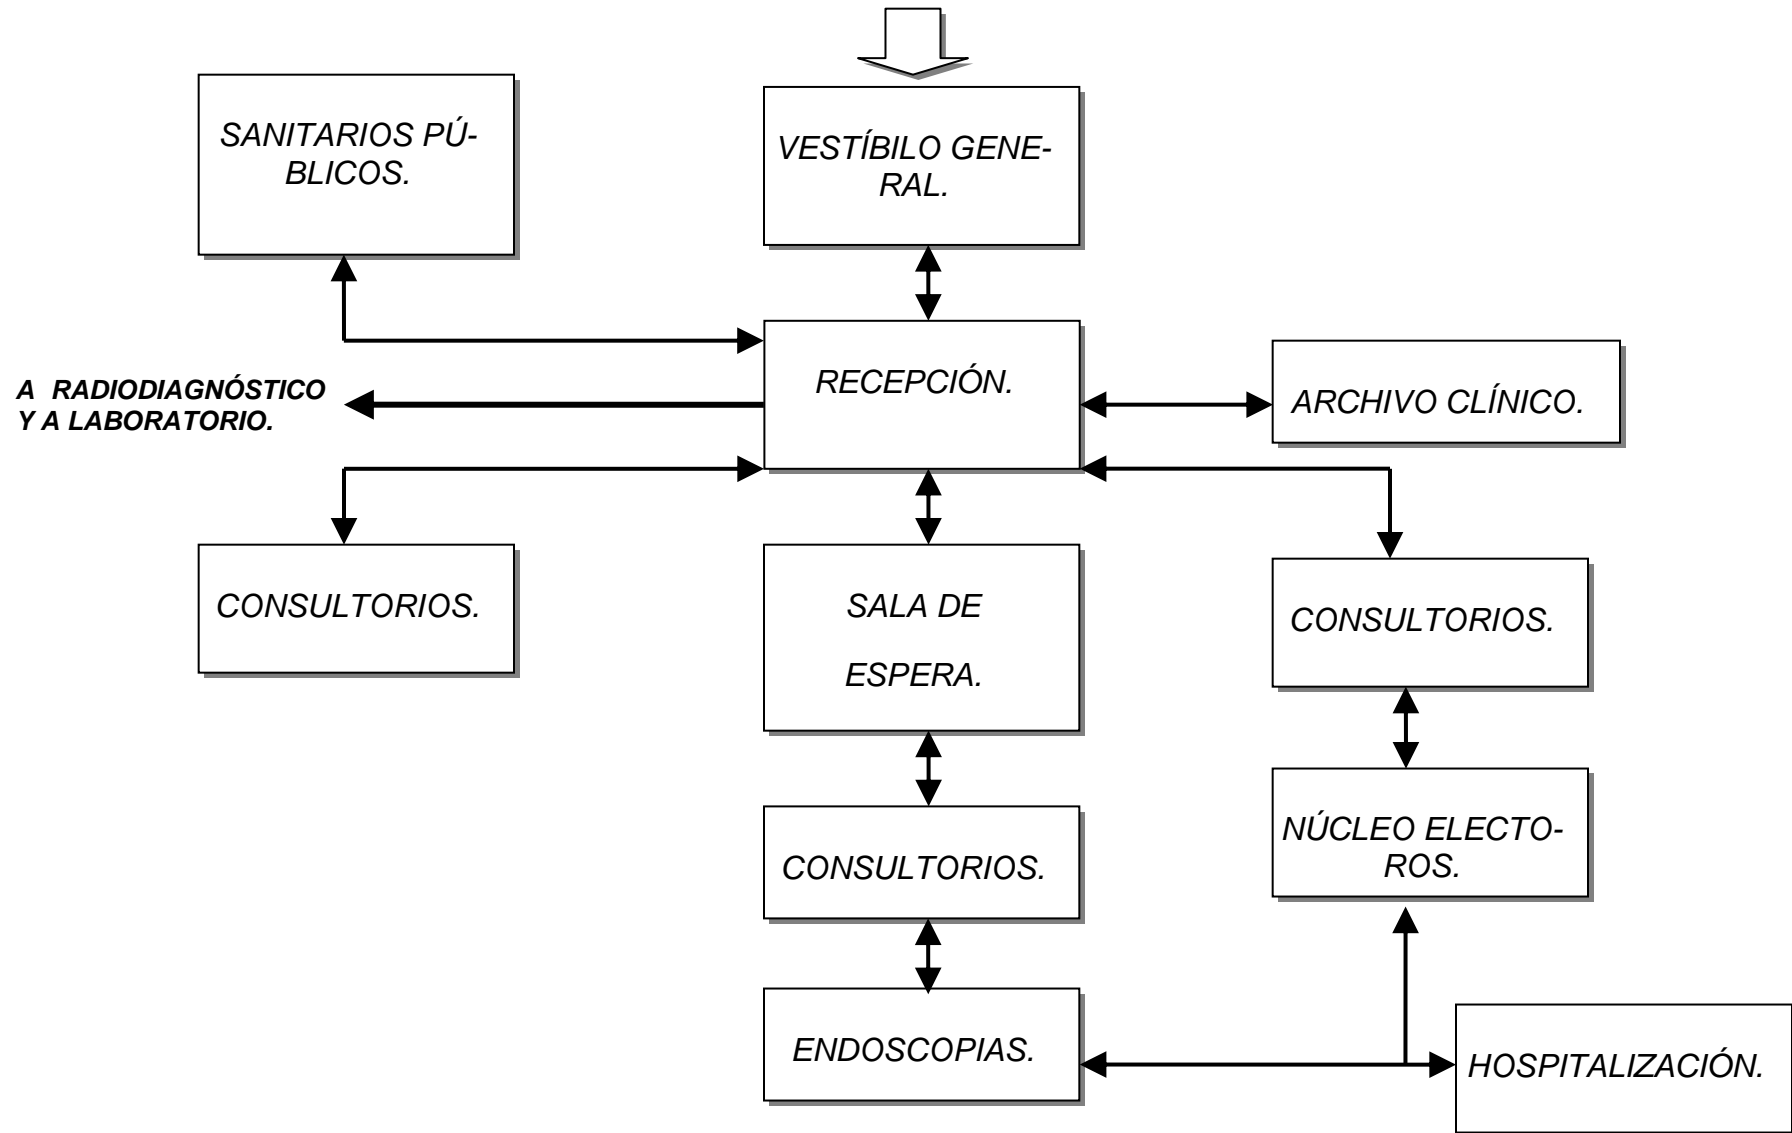 SANITARIOS PÚ-
BLICOS.
VESTÍBILO GENE-
RAL.
RECEPCIÓN.
A RADIODIAGNÓSTICO
Y A LABORATORIO.
ARCHIVO CLÍNICO.
CONSULTORIOS.
SALA DE
ESPERA.
CONSULTORIOS.
CONSULTORIOS.
NÚCLEO ELECTO-
ROS.
ENDOSCOPIAS.
HOSPITALIZACIÓN.